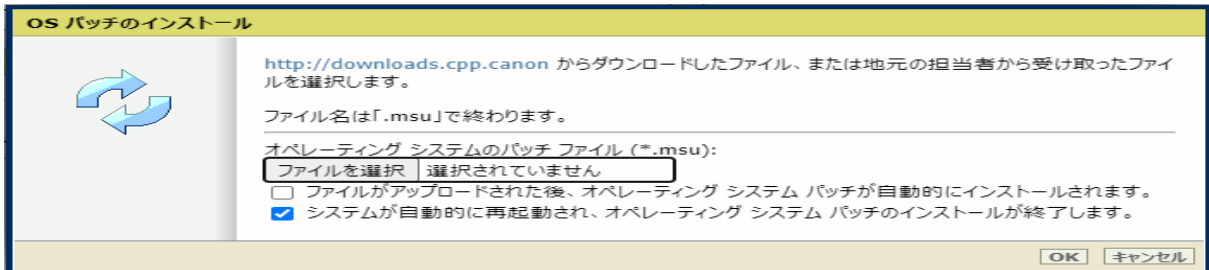 OS パッチのインストール
http://downloads.cpp.canon からダウンロードしたファイル、または地元の担当者から受け取ったファイ
ルを選択します。
ファイル名は「.msu」で終わります。
オペレーティング システムのパッチ ファイル (*.msu):
ファイルを選択 選択されていません
ファイルがアップロードされた後、オペレーティング システム パッチが自動的にインストールされます。
システムが自動的に再起動され、オペレーティング システム パッチのインストールが終了します。
OK キャンセル